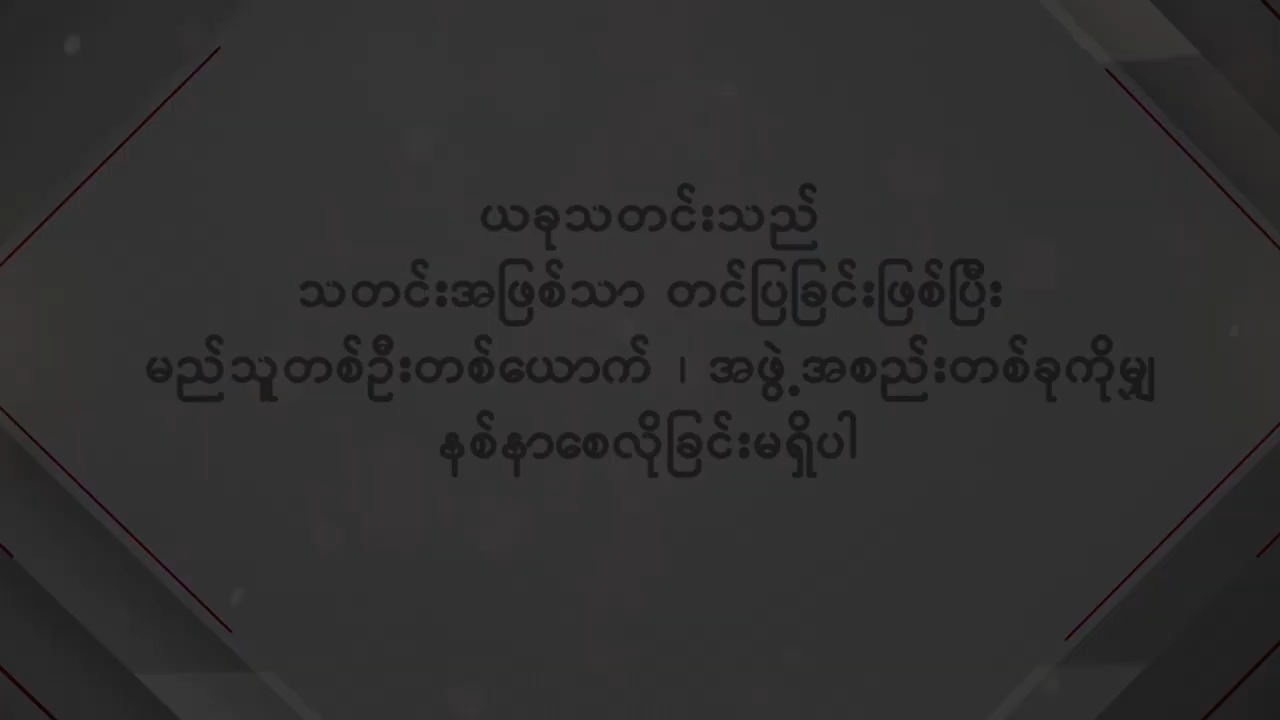 ယခုသတင်းသည်
သတင်းအဖြစ်သာ တင်ပြခြင်းဖြစ်ပြီး
မည်သူတစ်ဦးတစ်ယောက် ၊ အဖွဲ့အစည်းတစ်ခုကိုမျှ
နစ်နာစေလိုခြင်းမရှိပါ